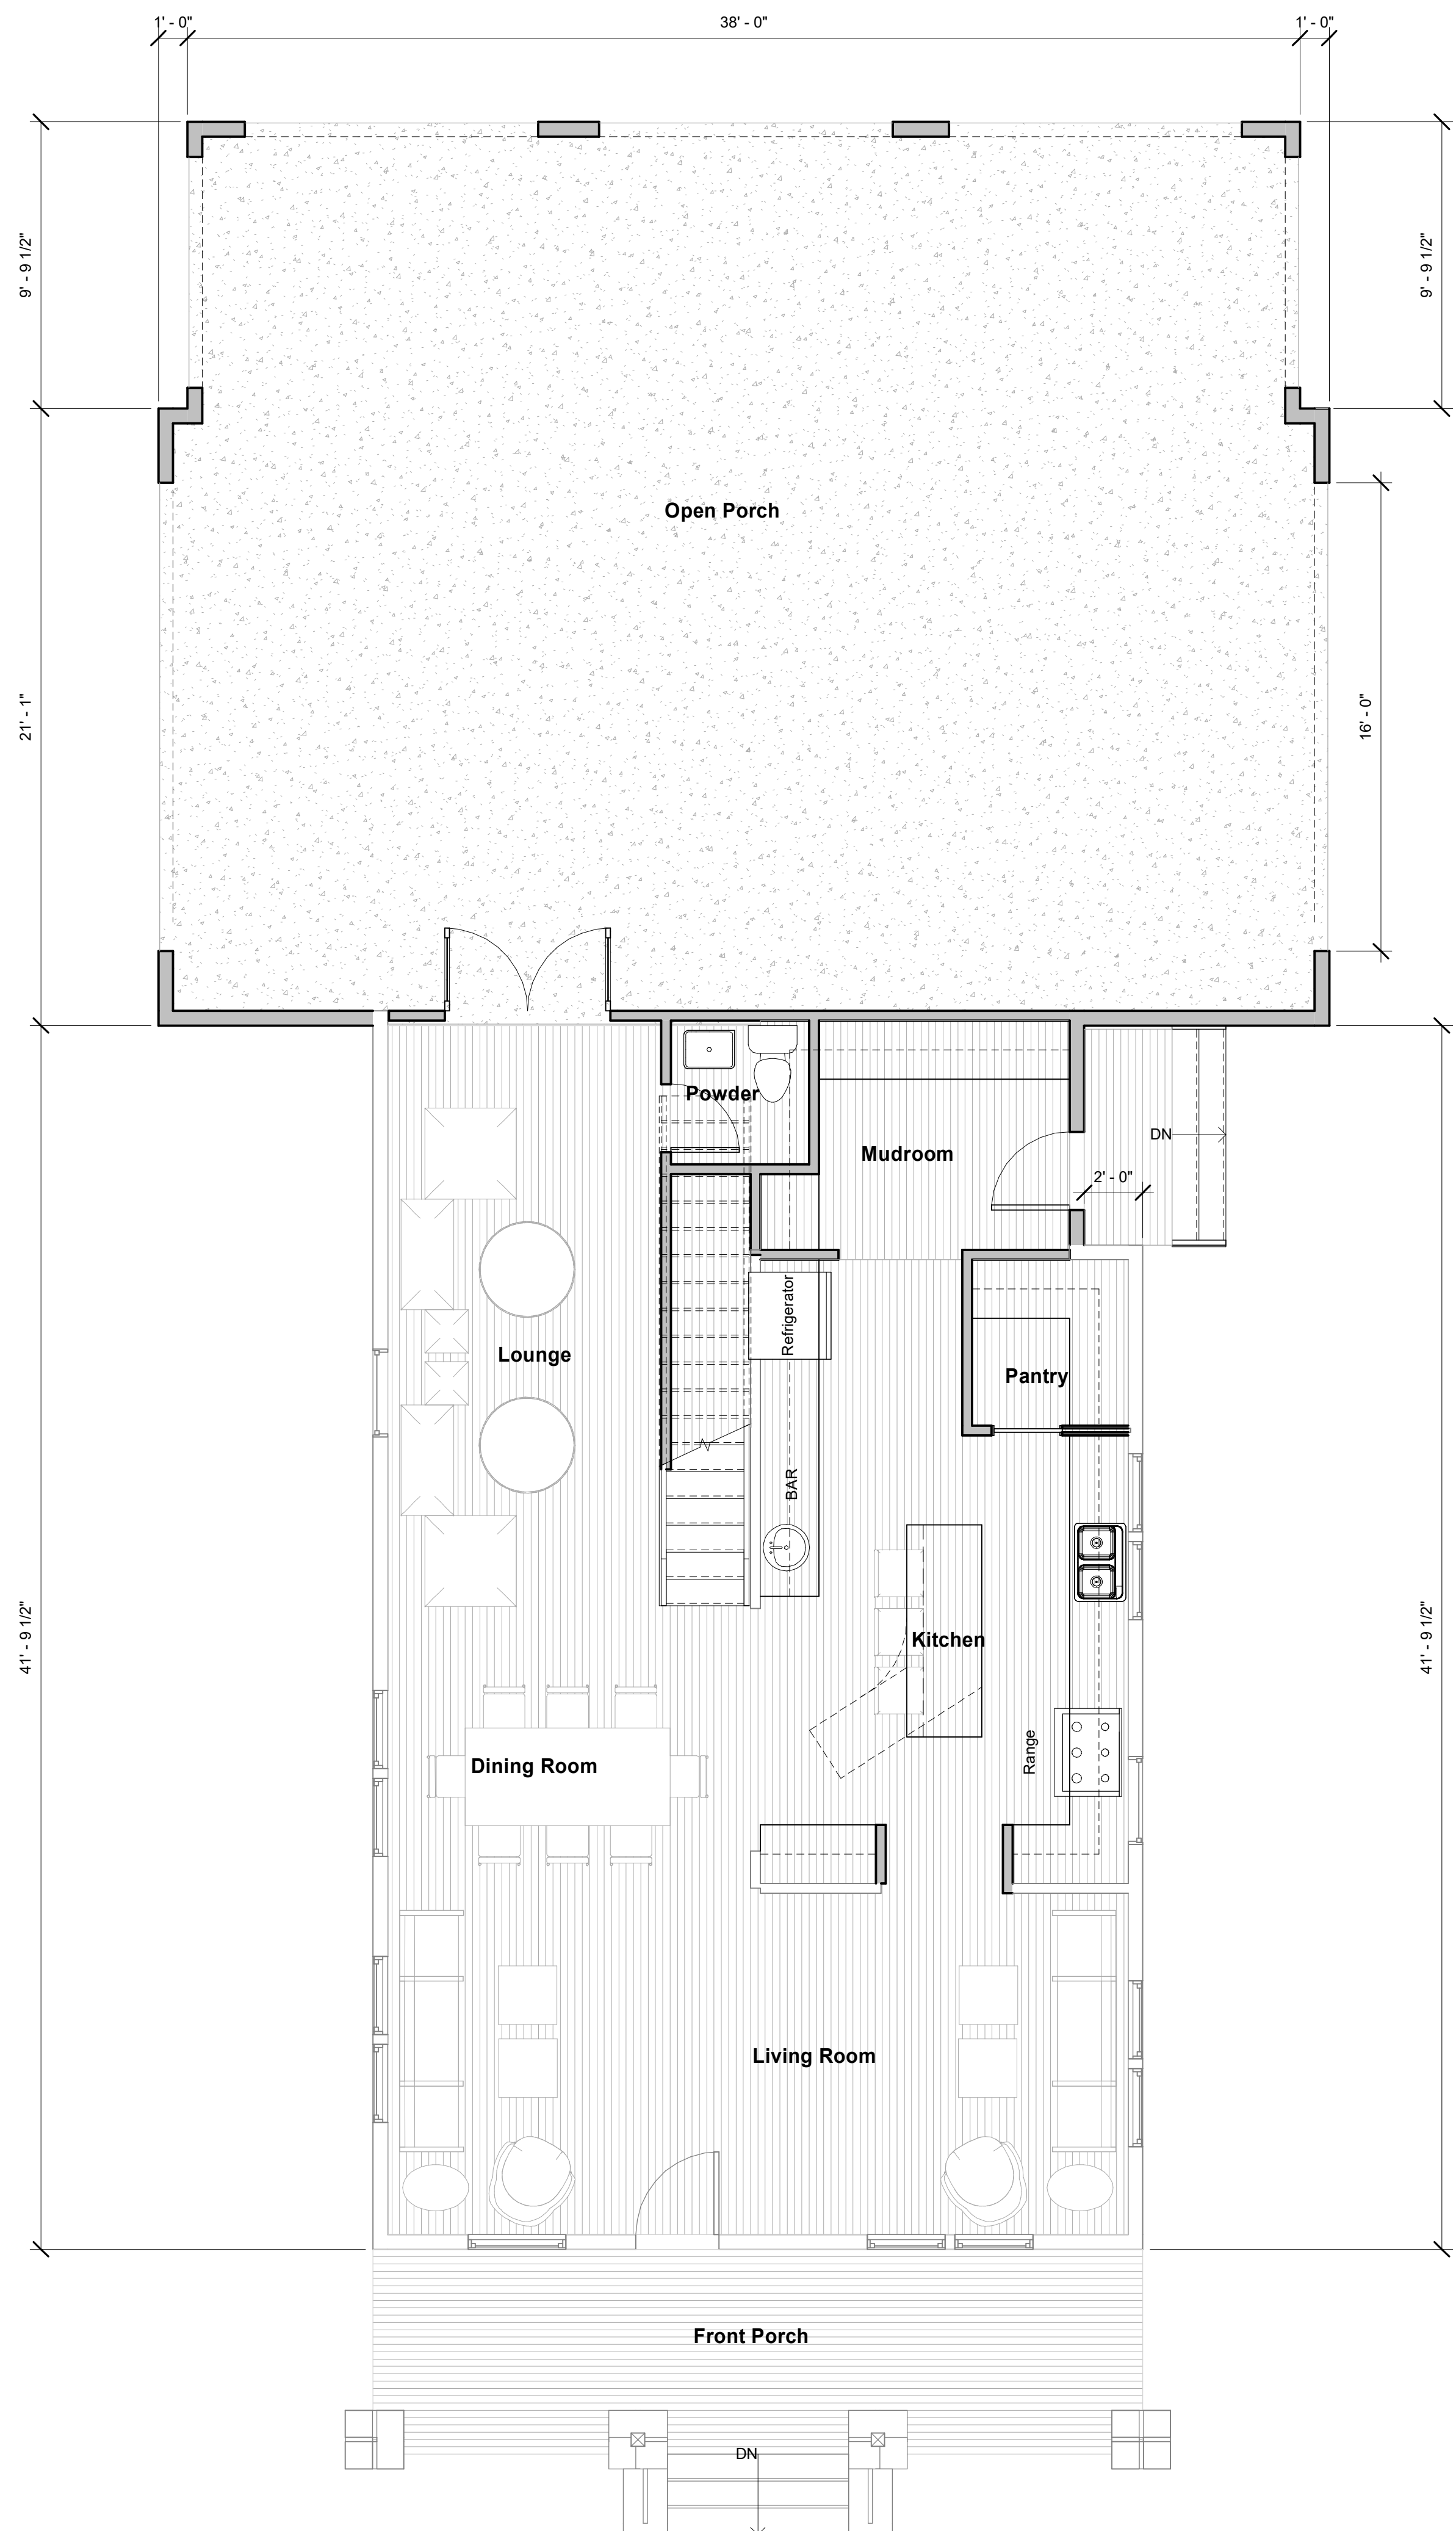 1' - 0"
38' - 0"
1' - 0"
9' - 9 1/2"
9' - 9 1/2"
Open Porch
21' - 1"
16' - 0"
Powder
DN
Mudroom
2' - 0"
Refrigerator
Lounge
Pantry
BAR
41' - 9 1/2"
Kitchen
41' - 9 1/2"
Range
Dining Room
Living Room
Front Porch
DN